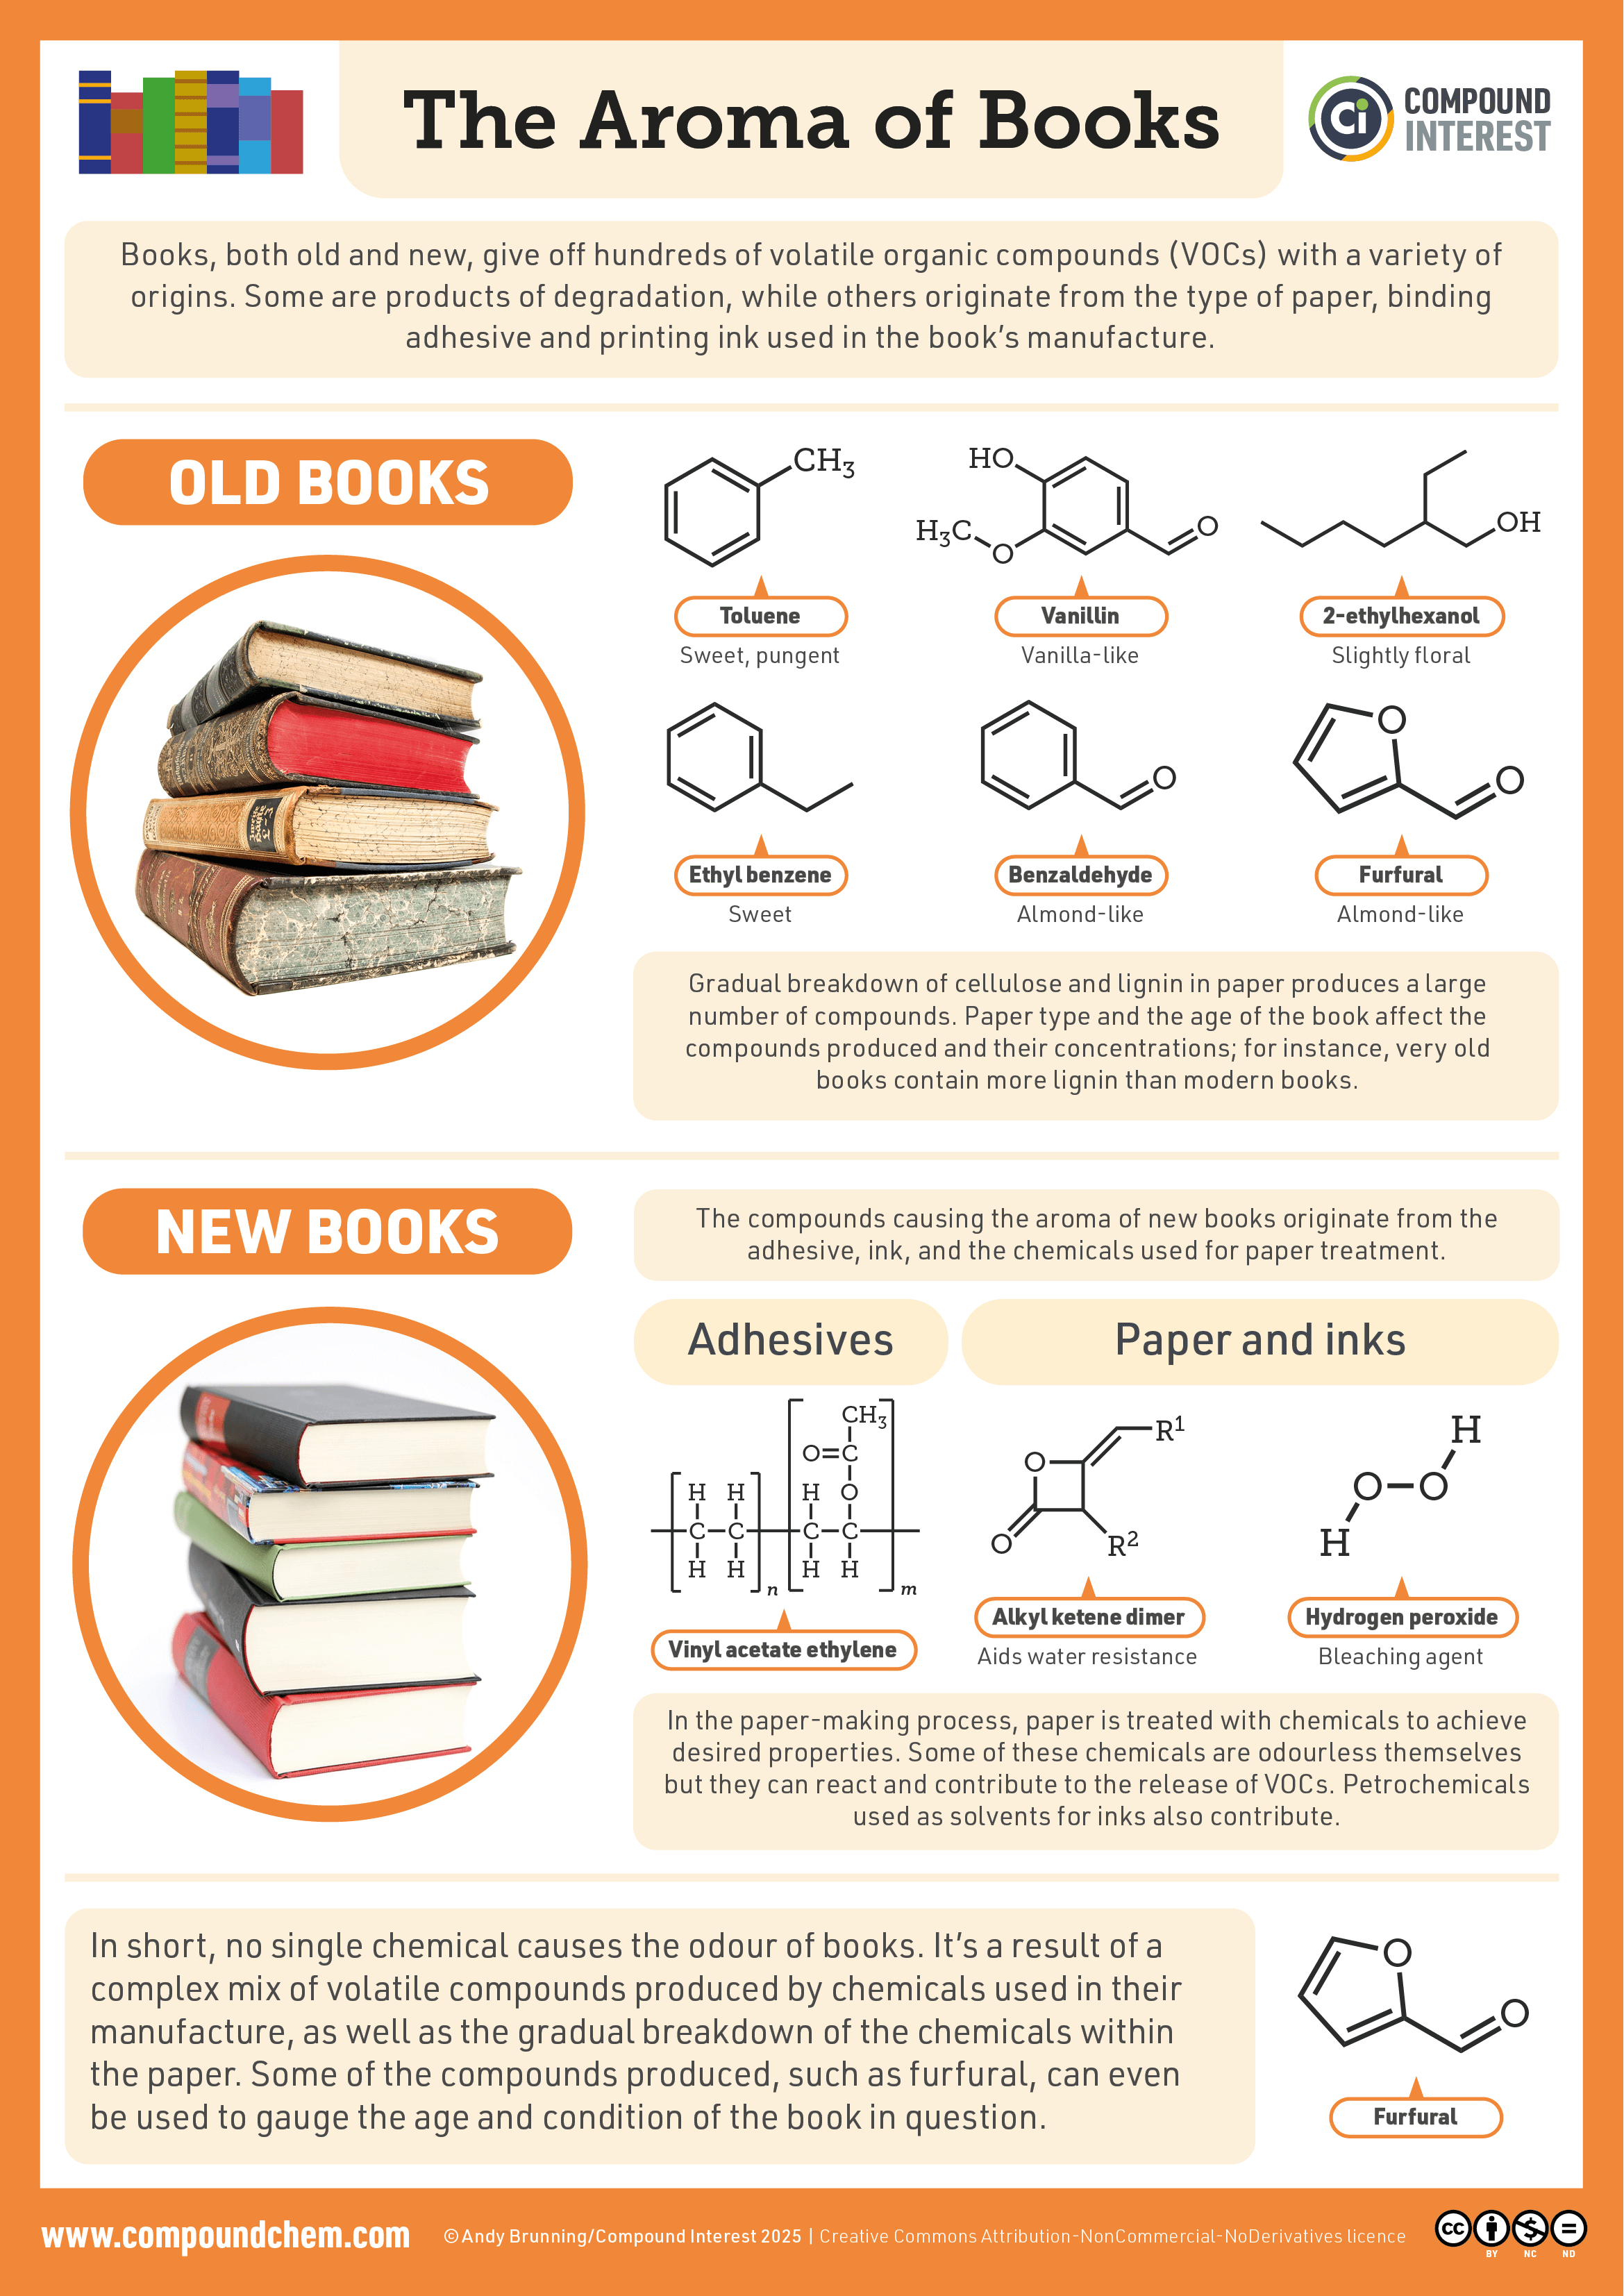 The Aroma of Books
Ci
COMPOUND
INTEREST
Books, both old and new, give off hundreds of volatile organic compounds (VOCs) with a variety of
origins. Some are products of degradation, while others originate from the type of paper, binding
adhesive and printing ink used in the book's manufacture.
OLD BOOKS
CH₃
HO
H₃C
O
O
OH
Toluene
Vanillin
2-ethylhexanol
Sweet, pungent
Vanilla-like
Slightly floral
O
O
O
Ethyl benzene
Benzaldehyde
Furfural
Sweet
Almond-like
Almond-like
Gradual breakdown of cellulose and lignin in paper produces a large
number of compounds. Paper type and the age of the book affect the
compounds produced and their concentrations; for instance, very old
books contain more lignin than modern books.
NEW BOOKS
The compounds causing the aroma of new books originate from the
adhesive, ink, and the chemicals used for paper treatment.
Adhesives
Paper and inks
CH₃
O=C
H H H O
C-C C-C
H H H H
n m
O
R¹
O
R²
H
O-O
H
Vinyl acetate ethylene
Alkyl ketene dimer
Hydrogen peroxide
Aids water resistance
Bleaching agent
In the paper-making process, paper is treated with chemicals to achieve
desired properties. Some of these chemicals are odourless themselves
but they can react and contribute to the release of VOCs. Petrochemicals
used as solvents for inks also contribute.
In short, no single chemical causes the odour of books. It's a result of a
complex mix of volatile compounds produced by chemicals used in their
manufacture, as well as the gradual breakdown of the chemicals within
the paper. Some of the compounds produced, such as furfural, can even
be used to gauge the age and condition of the book in question.
O
O
Furfural
www.compoundchem.com
© Andy Brunning/Compound Interest 2025 | Creative Commons Attribution-NonCommercial-NoDerivatives licence
cc
BY NC ND